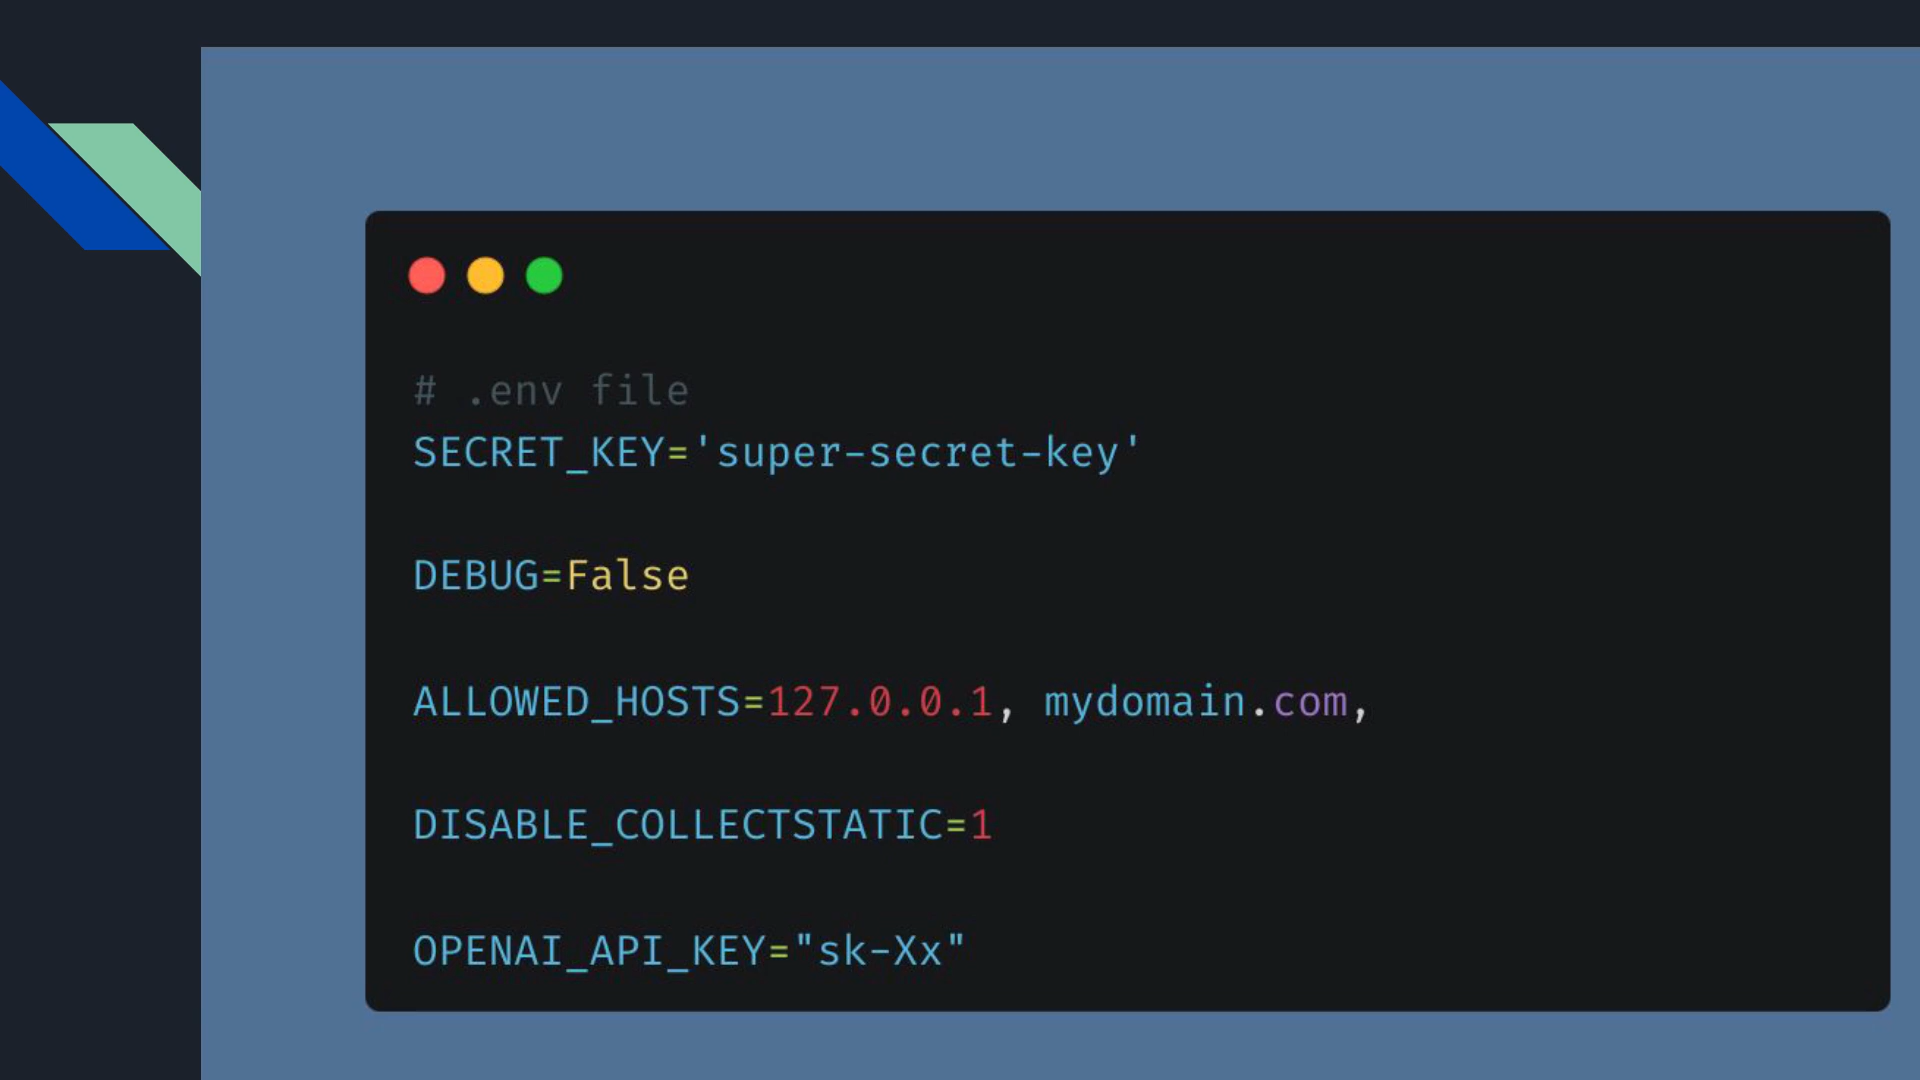 # .env file
SECRET_KEY='super-secret-key'
DEBUG=False
ALLOWED_HOSTS=127.0.0.1, mydomain.com,
DISABLE_COLLECTSTATIC=1
OPENAI_API_KEY="sk-Xx"